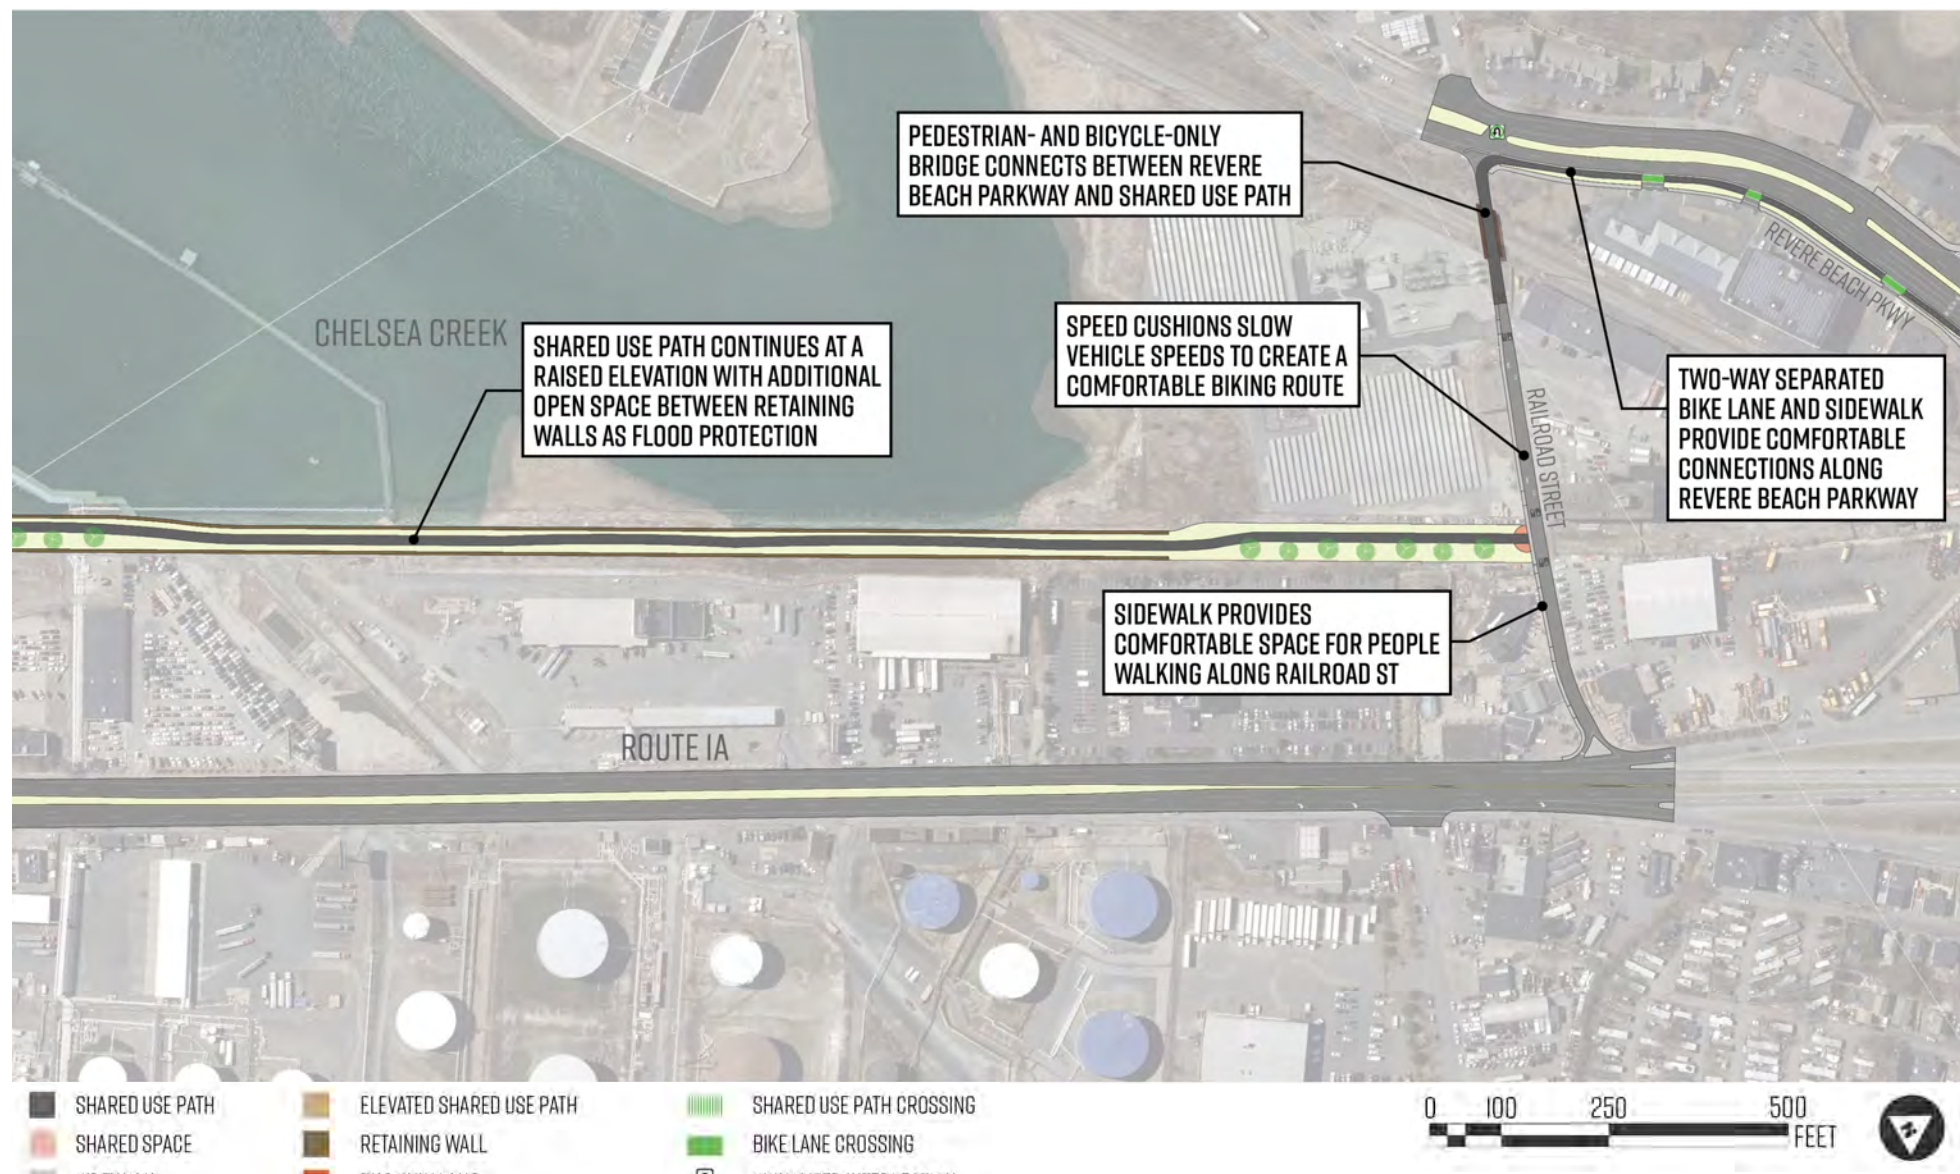 PEDESTRIAN- AND BICYCLE-ONLY
BRIDGE CONNECTS BETWEEN REVERE
BEACH PARKWAY AND SHARED USE PATH
REVERE BEACH PKWY
CHELSEA CREEK
SHARED USE PATH CONTINUES AT A
RAISED ELEVATION WITH ADDITIONAL
OPEN SPACE BETWEEN RETAINING
WALLS AS FLOOD PROTECTION
SPEED CUSHIONS SLOW
VEHICLE SPEEDS TO CREATE A
COMFORTABLE BIKING ROUTE
RAILROAD STREET
TWO-WAY SEPARATED
BIKE LANE AND SIDEWALK
PROVIDE COMFORTABLE
CONNECTIONS ALONG
REVERE BEACH PARKWAY
SIDEWALK PROVIDES
COMFORTABLE SPACE FOR PEOPLE
WALKING ALONG RAILROAD ST
ROUTE 1A
SHARED USE PATH
SHARED SPACE
ELEVATED SHARED USE PATH
RETAINING WALL
SHARED USE PATH CROSSING
BIKE LANE CROSSING
0 100 250 500
FEET
N